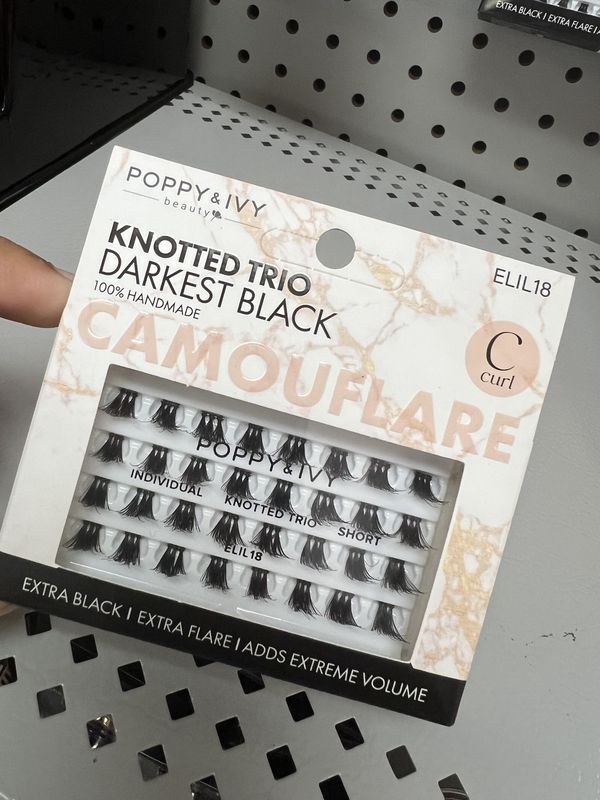 EXTRA BLACK I EXTRA FLARE I
POPPY & IVY
beauty
KNOTTED TRIO
DARKEST BLACK
100% HANDMADE
ELIL18
C
curl
CAMOUFLARE
POPPY & IVY
INDIVIDUAL KNOTTED TRIO SHORT
ELIL18
EXTRA BLACK I EXTRA FLARE I ADDS EXTREME VOLUME